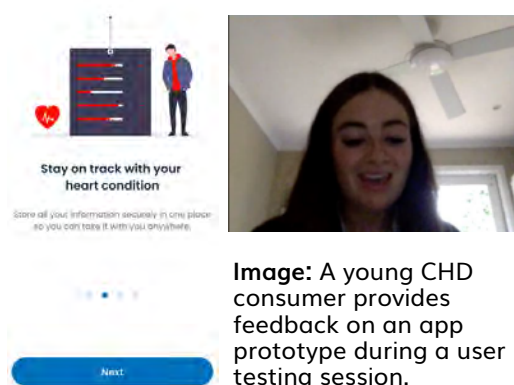 Stay on track with your
heart condition
Store all your information securely in one place
so you can take it with you anywhere.
Next
Image: A young CHD
consumer provides
feedback on an app
prototype during a user
testing session.